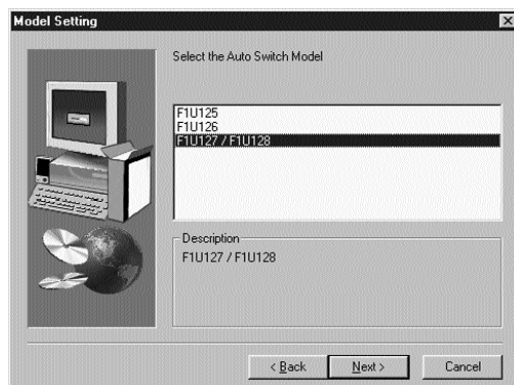 Model Setting
Select the Auto Switch Model
F1U125
F1U126
F1U127 / F1U128
Description
F1U127 / F1U128
< Back
Next >
Cancel